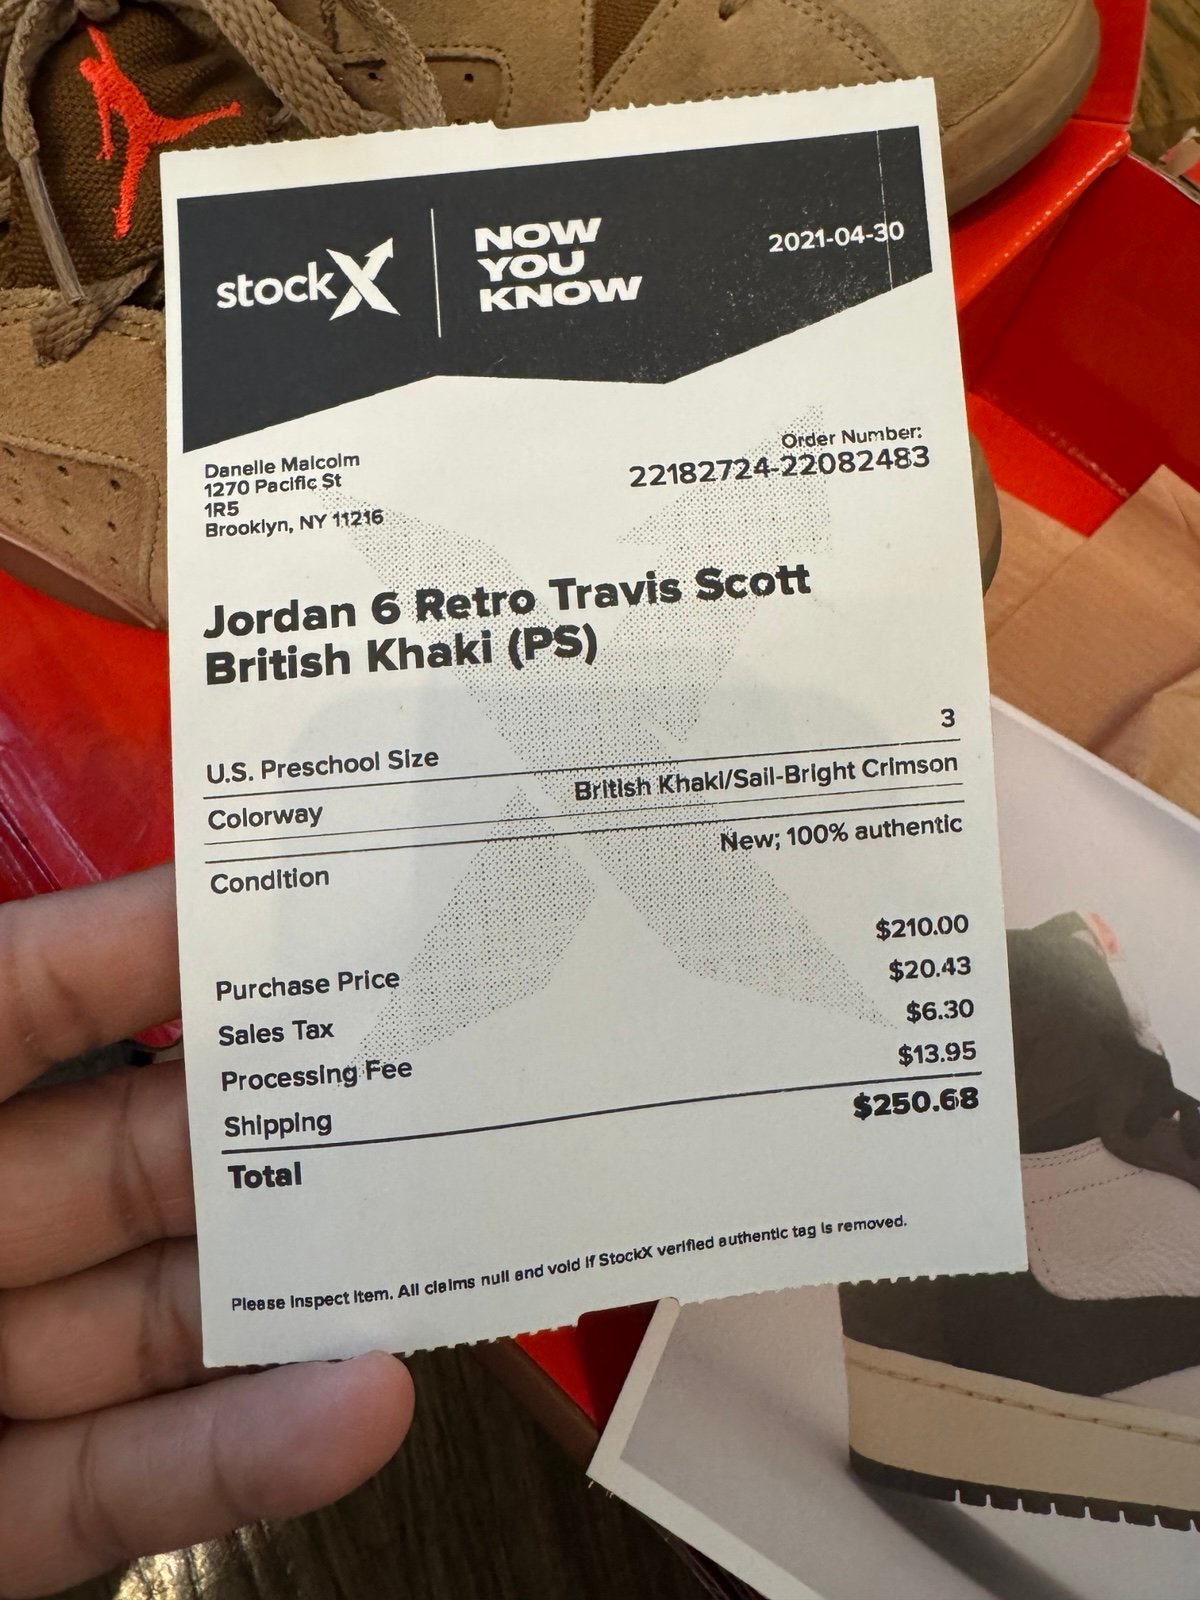 stockX
NOW
YOU
KNOW
2021-04-30
Danelle Malcolm
1270 Pacific St
1R5
Brooklyn, NY 11216
Order Number:
22182724-22082483
Jordan 6 Retro Travis Scott
British Khaki (PS)
U.S. Preschool Size 3
Colorway British Khaki/Sail-Bright Crimson
Condition New; 100% authentic
Purchase Price $210.00
Sales Tax $20.43
Processing Fee $6.30
Shipping $13.95
Total $250.68
Please inspect item. All claims null and void if StockX verified authentic tag is removed.